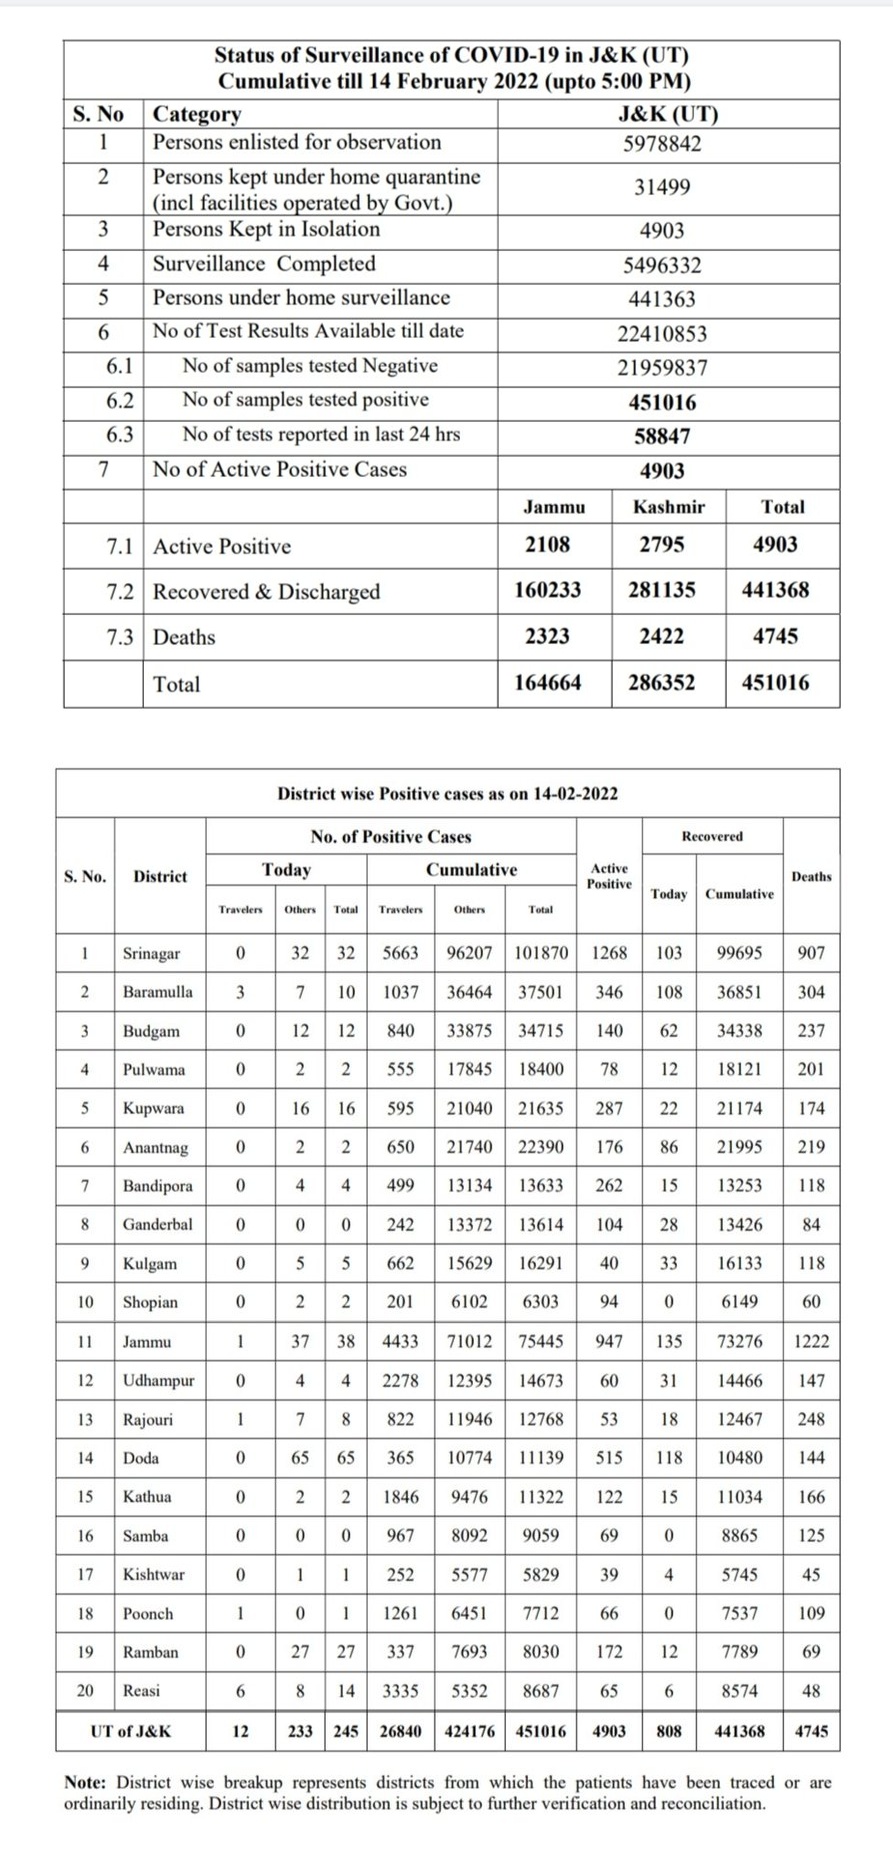 Status of Surveillance of COVID-19 in J&K (UT)
Cumulative till 14 February 2022 (upto 5:00 PM)
S. No Category J&K (UT)
1 Persons enlisted for observation 5978842
2 Persons kept under home quarantine (incl facilities operated by Govt.) 31499
3 Persons Kept in Isolation 4903
4 Surveillance Completed 5496332
5 Persons under home surveillance 441363
6 No of Test Results Available till date 22410853
6.1 No of samples tested Negative 21959837
6.2 No of samples tested positive 451016
6.3 No of tests reported in last 24 hrs 58847
7 No of Active Positive Cases 4903
Jammu Kashmir Total
7.1 Active Positive 2108 2795 4903
7.2 Recovered & Discharged 160233 281135 441368
7.3 Deaths 2323 2422 4745
Total 164664 286352 451016
District wise Positive cases as on 14-02-2022
S. No. District No. of Positive Cases Active Positive Recovered Deaths
Today Cumulative Today Cumulative
Travelers Others Total Travelers Others Total
1 Srinagar 0 32 32 5663 96207 101870 1268 103 99695 907
2 Baramulla 3 7 10 1037 36464 37501 346 108 36851 304
3 Budgam 0 12 12 840 33875 34715 140 62 34338 237
4 Pulwama 0 2 2 555 17845 18400 78 12 18121 201
5 Kupwara 0 16 16 595 21040 21635 287 22 21174 174
6 Anantnag 0 2 2 650 21740 22390 176 86 21995 219
7 Bandipora 0 4 4 499 13134 13633 262 15 13253 118
8 Ganderbal 0 0 0 242 13372 13614 104 28 13426 84
9 Kulgam 0 5 5 662 15629 16291 40 33 16133 118
10 Shopian 0 2 2 201 6102 6303 94 0 6149 60
11 Jammu 1 37 38 4433 71012 75445 947 135 73276 1222
12 Udhampur 0 4 4 2278 12395 14673 60 31 14466 147
13 Rajouri 1 7 8 822 11946 12768 53 18 12467 248
14 Doda 0 65 65 365 10774 11139 515 118 10480 144
15 Kathua 0 2 2 1846 9476 11322 122 15 11034 166
16 Samba 0 0 0 967 8092 9059 69 0 8865 125
17 Kishtwar 0 1 1 252 5577 5829 39 4 5745 45
18 Poonch 1 0 1 1261 6451 7712 66 0 7537 109
19 Ramban 0 27 27 337 7693 8030 172 12 7789 69
20 Reasi 6 8 14 3335 5352 8687 65 6 8574 48
UT of J&K 12 233 245 26840 424176 451016 4903 808 441368 4745
Note: District wise breakup represents districts from which the patients have been traced or are
ordinarily residing. District wise distribution is subject to further verification and reconciliation.